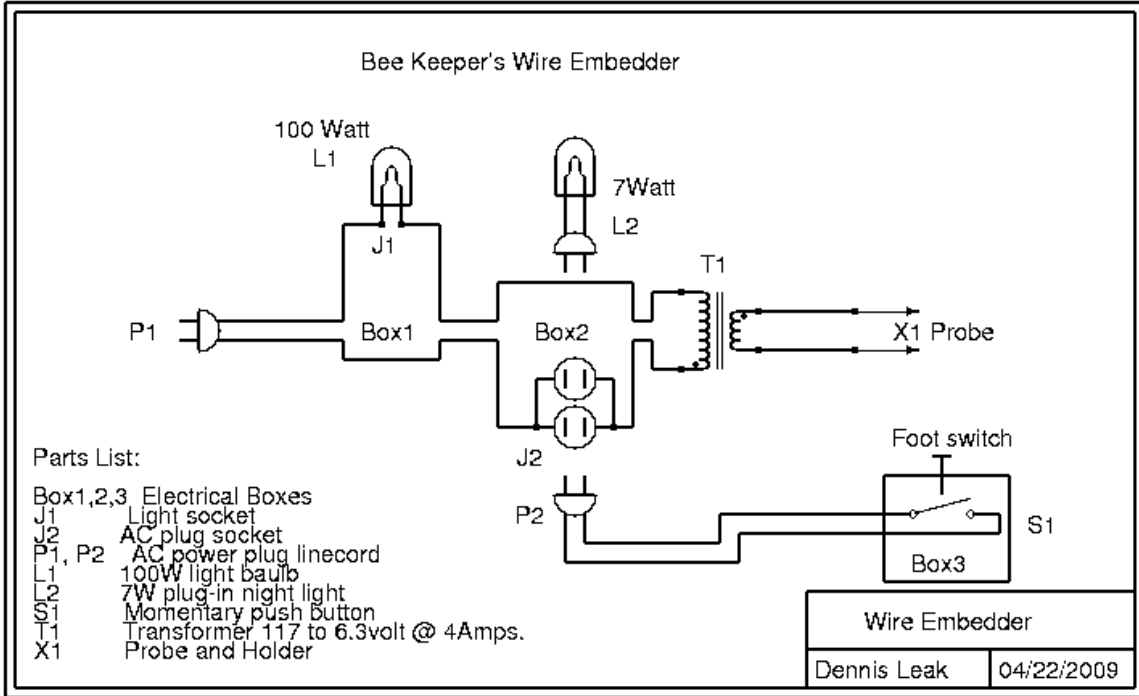 Bee Keeper's Wire Embedder
100 Watt
L1
7Watt
L2
J1
T1
P1
Box1
Box2
X1 Probe
J2
Foot switch
P2
S1
Box3
Parts List:
Box1,2,3 Electrical Boxes
J1 Light socket
J2 AC plug socket
P1, P2 AC power plug linecord
L1 100W light baulb
L2 7W plug-in night light
S1 Momentary push button
T1 Transformer 117 to 6.3volt @ 4Amps.
X1 Probe and Holder
Wire Embedder
Dennis Leak 04/22/2009